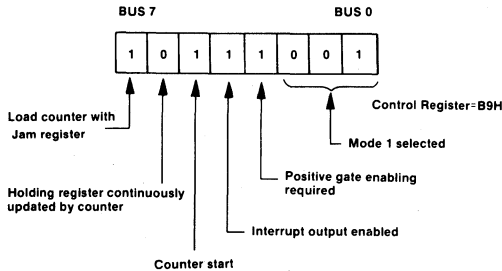 BUS 7
BUS 0
1 0 1 1 1 0 0 1
Control Register=B9H
Load counter with
Jam register
Mode 1 selected
Positive gate enabling
required
Holding register continuously
updated by counter
Interrupt output enabled
Counter start